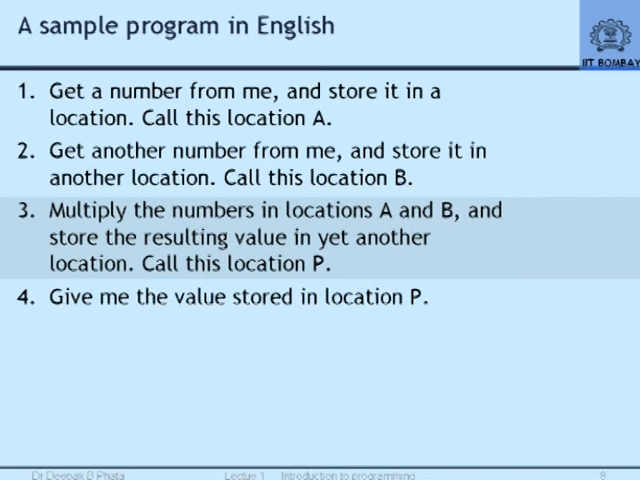 A sample program in English
IIT BOMBAY
1. Get a number from me, and store it in a
location. Call this location A.
2. Get another number from me, and store it in
another location. Call this location B.
3. Multiply the numbers in locations A and B, and
store the resulting value in yet another
location. Call this location P.
4. Give me the value stored in location P.
Dr Deepak B Phata Lectue 1 Introduction to programming 8